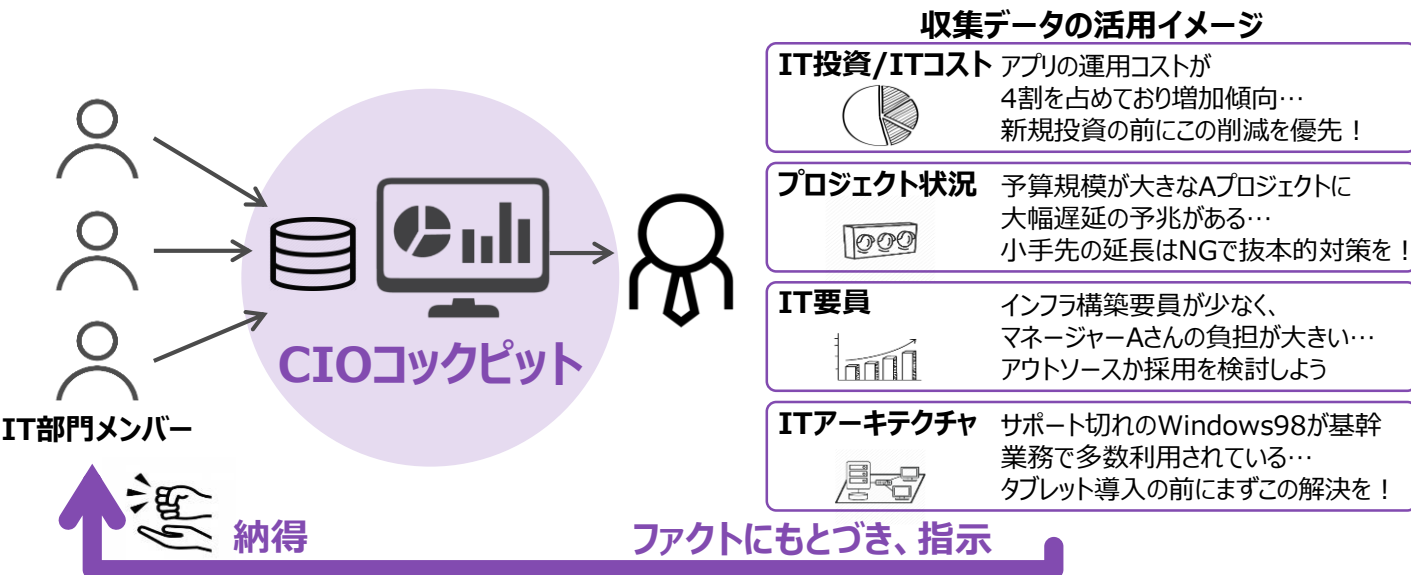 収集データの活用イメージ
IT投資/ITコスト
アプリの運用コストが
4割を占めており増加傾向…
新規投資の前にこの削減を優先！
プロジェクト状況
予算規模が大きなAプロジェクトに
大幅遅延の予兆がある…
小手先の延長はNGで抜本的対策を！
IT要員
インフラ構築要員が少なく、
マネージャーAさんの負担が大きい…
アウトソースか採用を検討しよう
ITアーキテクチャ
サポート切れのWindows98が基幹
業務で多数利用されている…
タブレット導入の前にまずこの解決を！
CIOコックピット
IT部門メンバー
納得
ファクトにもとづき、指示